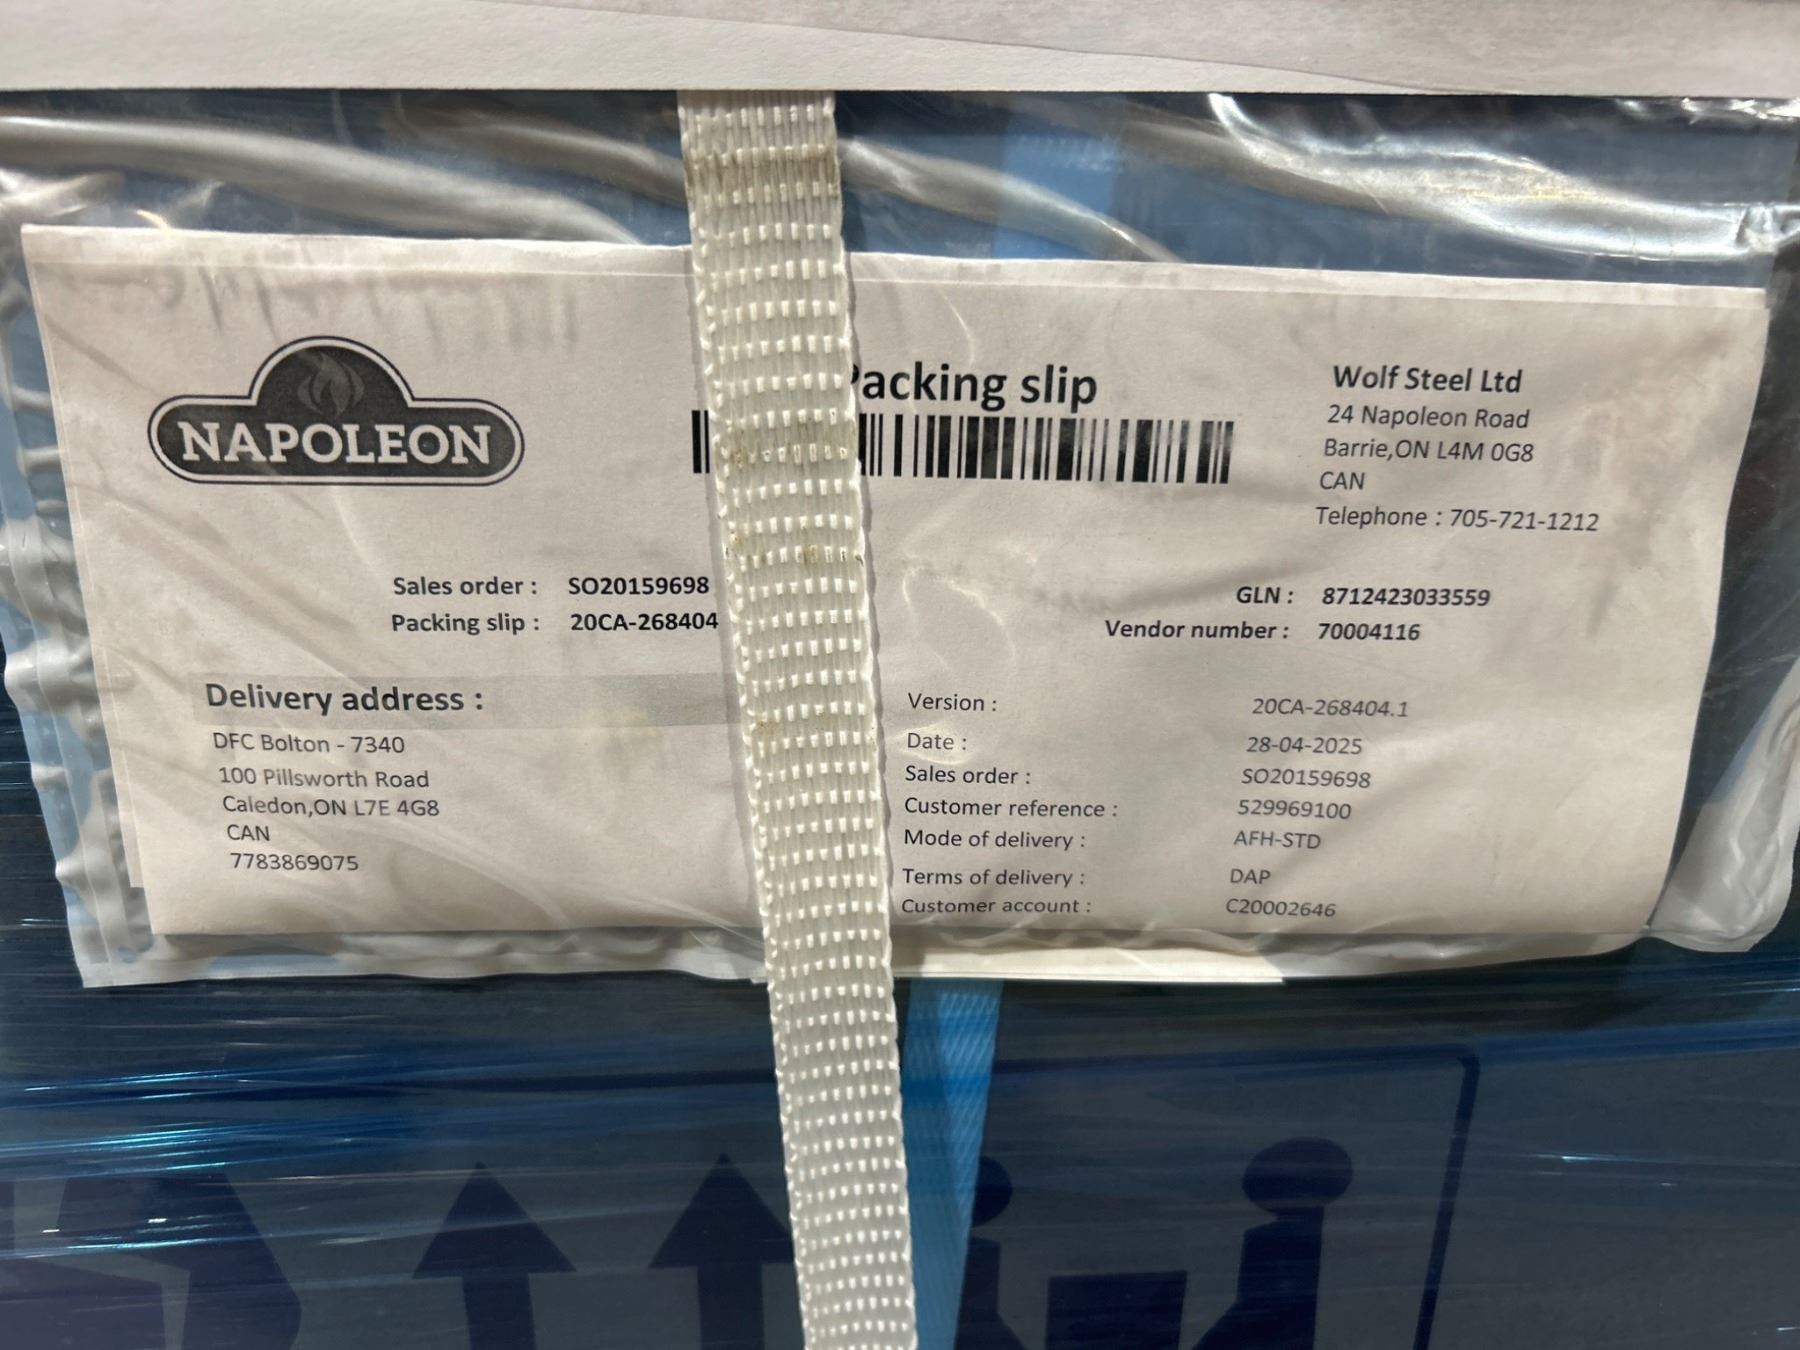 NAPOLEON
Packing slip
Wolf Steel Ltd
24 Napoleon Road
Barrie,ON L4M 0G8
CAN
Telephone : 705-721-1212
Sales order : SO20159698
Packing slip : 20CA-268404
GLN : 8712423033559
Vendor number : 70004116
Delivery address :
DFC Bolton - 7340
100 Pillsworth Road
Caledon,ON L7E 4G8
CAN
7783869075
Version : 20CA-268404.1
Date : 28-04-2025
Sales order : SO20159698
Customer reference : 529969100
Mode of delivery : AFH-STD
Terms of delivery : DAP
Customer account : C20002646